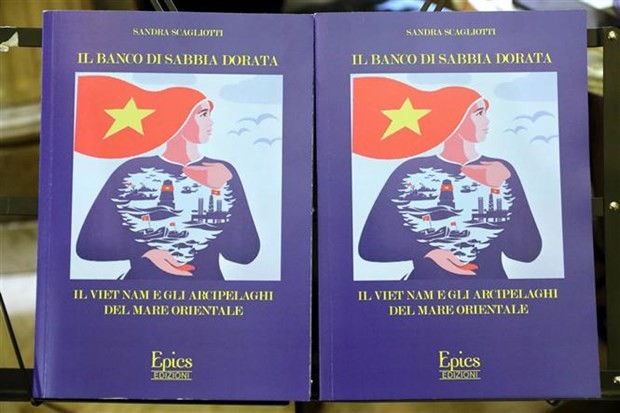 SANDRA SCAGLIOTTI
IL BANCO DI SABBIA DORATA
IL VIET NAM E GLI ARCIPELAGHI
DEL MARE ORIENTALE
Epics
EDIZIONI
SANDRA SCAGLIOTTI
IL BANCO DI SABBIA DORATA
IL VIET NAM E GLI ARCIPELAGHI
DEL MARE ORIENTALE
Epics
EDIZIONI